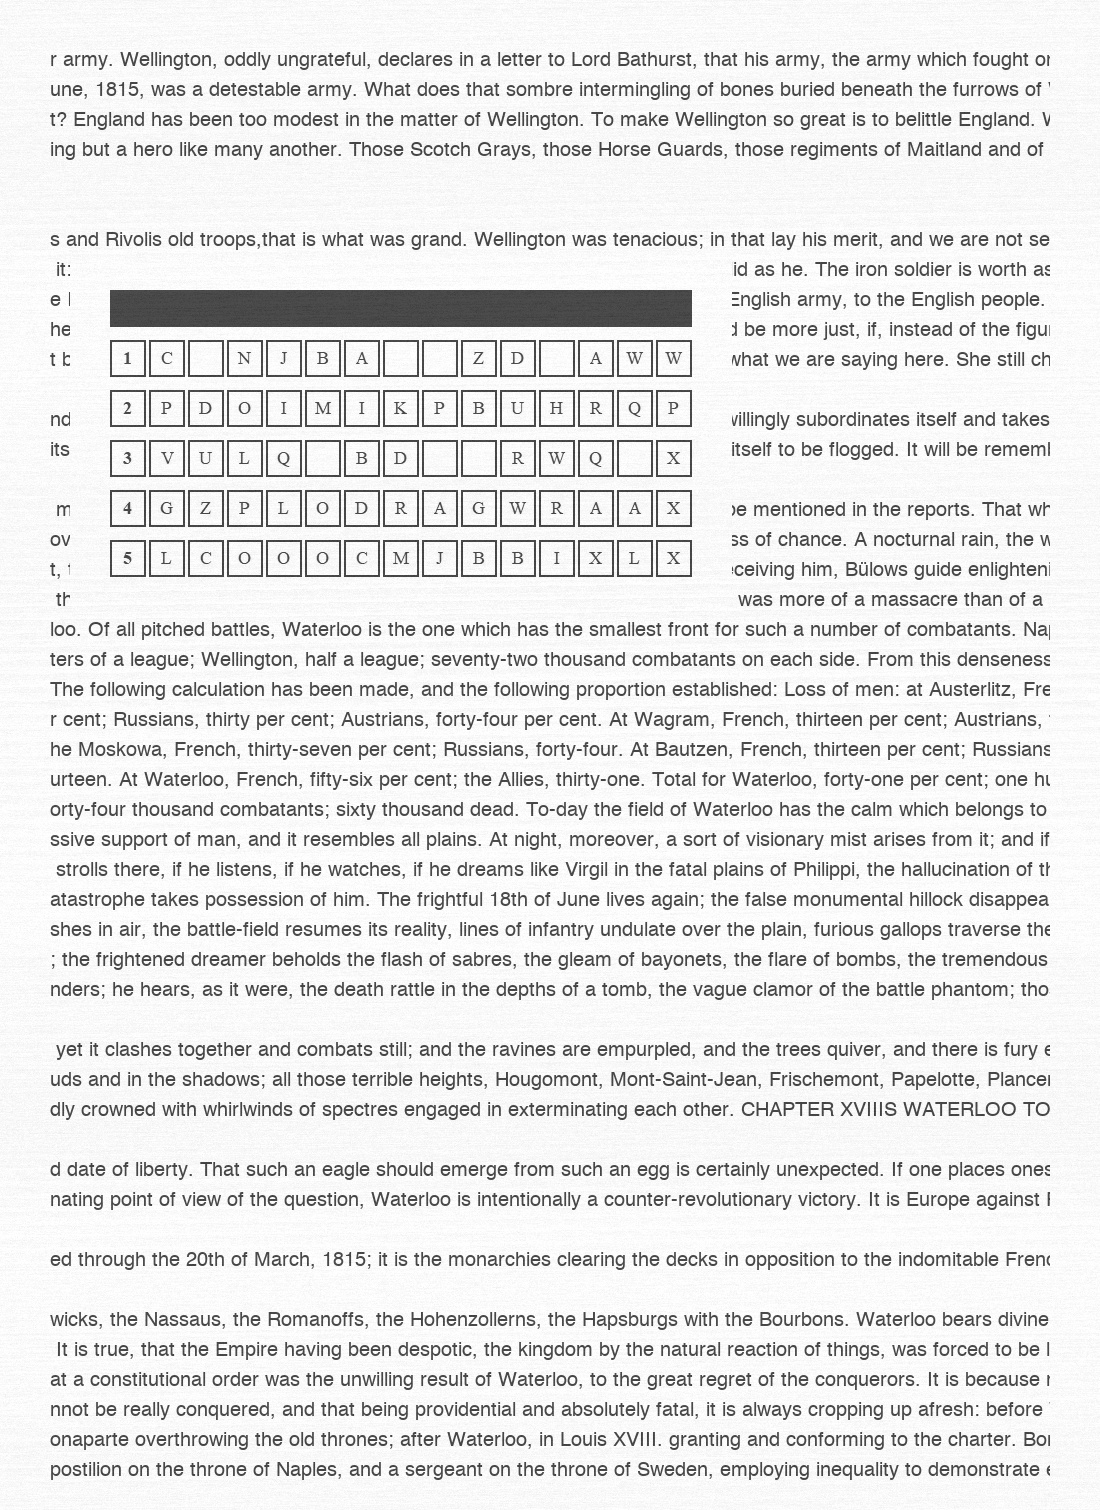 r army. Wellington, oddly ungrateful, declares in a letter to Lord Bathurst, that his army, the army which fought on
une, 1815, was a detestable army. What does that sombre intermingling of bones buried beneath the furrows of
t? England has been too modest in the matter of Wellington. To make Wellington so great is to belittle England. W
ing but a hero like many another. Those Scotch Grays, those Horse Guards, those regiments of Maitland and of
s and Rivolis old troops,that is what was grand. Wellington was tenacious; in that lay his merit, and we are not se
it: id as he. The iron soldier is worth as
e English army, to the English people.
he d be more just, if, instead of the figu
t b what we are saying here. She still ch
nd willingly subordinates itself and takes
its itself to be flogged. It will be rememb
m be mentioned in the reports. That wh
ov ss of chance. A nocturnal rain, the w
t, eceiving him, Bülows guide enlighteni
th was more of a massacre than of a
1 C N J B A Z D A W W
2 P D O I M I K P B U H R Q P
3 V U L Q B D R W Q X
4 G Z P L O D R A G W R A A X
5 L C O O O C M J B B I X L X
loo. Of all pitched battles, Waterloo is the one which has the smallest front for such a number of combatants. Nap
ters of a league; Wellington, half a league; seventy-two thousand combatants on each side. From this denseness
The following calculation has been made, and the following proportion established: Loss of men: at Austerlitz, Fre
r cent; Russians, thirty per cent; Austrians, forty-four per cent. At Wagram, French, thirteen per cent; Austrians,
he Moskowa, French, thirty-seven per cent; Russians, forty-four. At Bautzen, French, thirteen per cent; Russians
urteen. At Waterloo, French, fifty-six per cent; the Allies, thirty-one. Total for Waterloo, forty-one per cent; one hu
orty-four thousand combatants; sixty thousand dead. To-day the field of Waterloo has the calm which belongs to
ssive support of man, and it resembles all plains. At night, moreover, a sort of visionary mist arises from it; and if
strolls there, if he listens, if he watches, if he dreams like Virgil in the fatal plains of Philippi, the hallucination of th
atastrophe takes possession of him. The frightful 18th of June lives again; the false monumental hillock disappea
shes in air, the battle-field resumes its reality, lines of infantry undulate over the plain, furious gallops traverse the
; the frightened dreamer beholds the flash of sabres, the gleam of bayonets, the flare of bombs, the tremendous
nders; he hears, as it were, the death rattle in the depths of a tomb, the vague clamor of the battle phantom; tho
yet it clashes together and combats still; and the ravines are empurpled, and the trees quiver, and there is fury e
uds and in the shadows; all those terrible heights, Hougomont, Mont-Saint-Jean, Frischemont, Papelotte, Plancen
dly crowned with whirlwinds of spectres engaged in exterminating each other. CHAPTER XVIIIS WATERLOO TO
d date of liberty. That such an eagle should emerge from such an egg is certainly unexpected. If one places ones
nating point of view of the question, Waterloo is intentionally a counter-revolutionary victory. It is Europe against
ed through the 20th of March, 1815; it is the monarchies clearing the decks in opposition to the indomitable Frenc
wicks, the Nassaus, the Romanoffs, the Hohenzollerns, the Hapsburgs with the Bourbons. Waterloo bears divine
It is true, that the Empire having been despotic, the kingdom by the natural reaction of things, was forced to be
at a constitutional order was the unwilling result of Waterloo, to the great regret of the conquerors. It is because
nnot be really conquered, and that being providential and absolutely fatal, it is always cropping up afresh: before
onaparte overthrowing the old thrones; after Waterloo, in Louis XVIII. granting and conforming to the charter. Bon
postilion on the throne of Naples, and a sergeant on the throne of Sweden, employing inequality to demonstrate